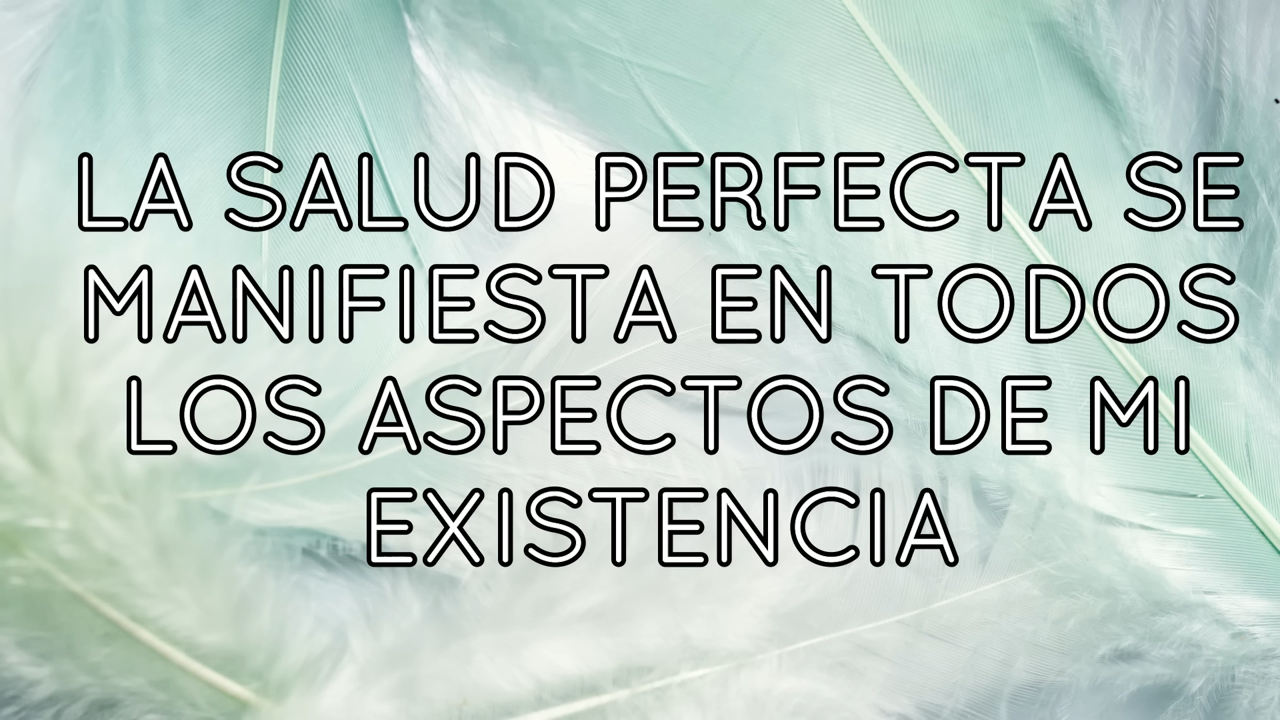 LA SALUD PERFECTA SE
MANIFIESTA EN TODOS
LOS ASPECTOS DE MI
EXISTENCIA